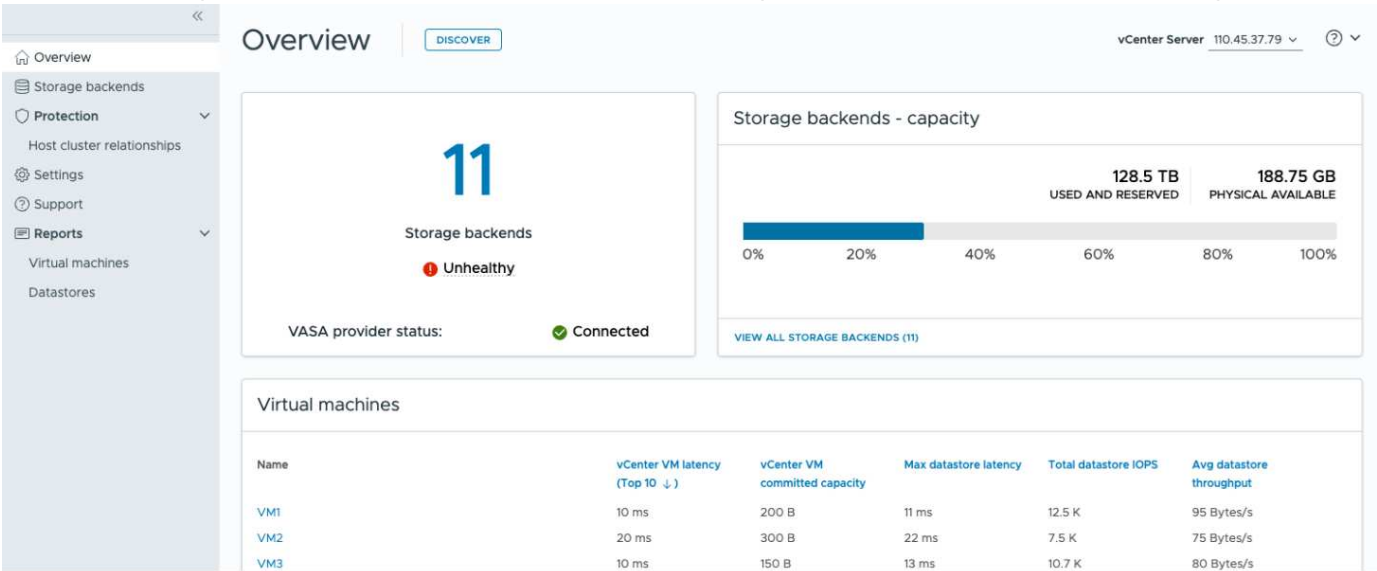 «
Overview
Storage backends
Protection
Host cluster relationships
Settings
Support
Reports
Virtual machines
Datastores
Overview
DISCOVER
vCenter Server 110.45.37.79
11
Storage backends
Unhealthy
VASA provider status: Connected
Storage backends - capacity
128.5 TB 188.75 GB
USED AND RESERVED PHYSICAL AVAILABLE
0% 20% 40% 60% 80% 100%
VIEW ALL STORAGE BACKENDS (11)
Virtual machines
Name vCenter VM latency (Top 10 ↓) vCenter VM committed capacity Max datastore latency Total datastore IOPS Avg datastore throughput
VM1 10 ms 200 B 11 ms 12.5 K 95 Bytes/s
VM2 20 ms 300 B 22 ms 7.5 K 75 Bytes/s
VM3 10 ms 150 B 13 ms 10.7 K 80 Bytes/s